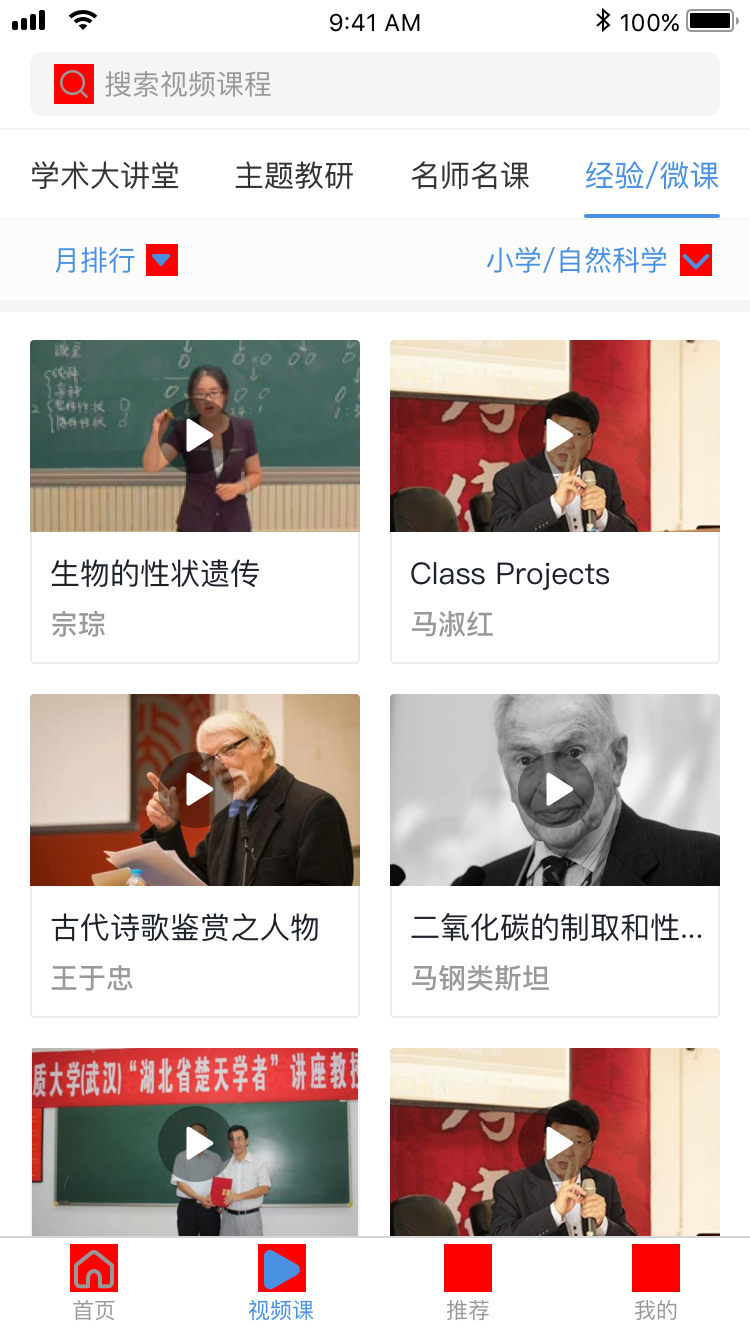 9:41 AM 100%
搜索视频课程
学术大讲堂 主题教研 名师名课 经验/微课
月排行 小学/自然科学
生物的性状遗传 Class Projects
宗琮 马淑红
古代诗歌鉴赏之人物 二氧化碳的制取和性...
王于忠 马钢类斯坦
质大学(武汉)“湖北省楚天学者”讲座教授
首页 视频课 推荐 我的